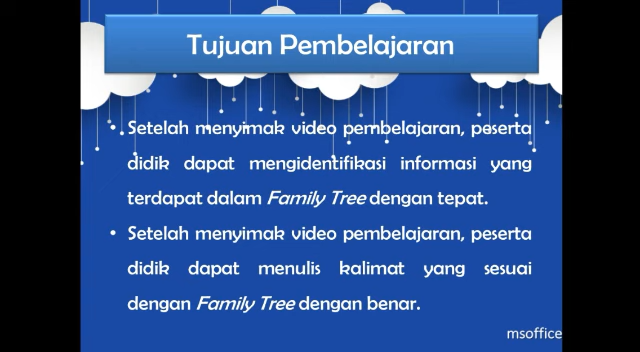 Tujuan Pembelajaran
• Setelah menyimak video pembelajaran, peserta
didik dapat mengidentifikasi informasi yang
terdapat dalam Family Tree dengan tepat.
• Setelah menyimak video pembelajaran, peserta
didik dapat menulis kalimat yang sesuai
dengan Family Tree dengan benar.
msoffice